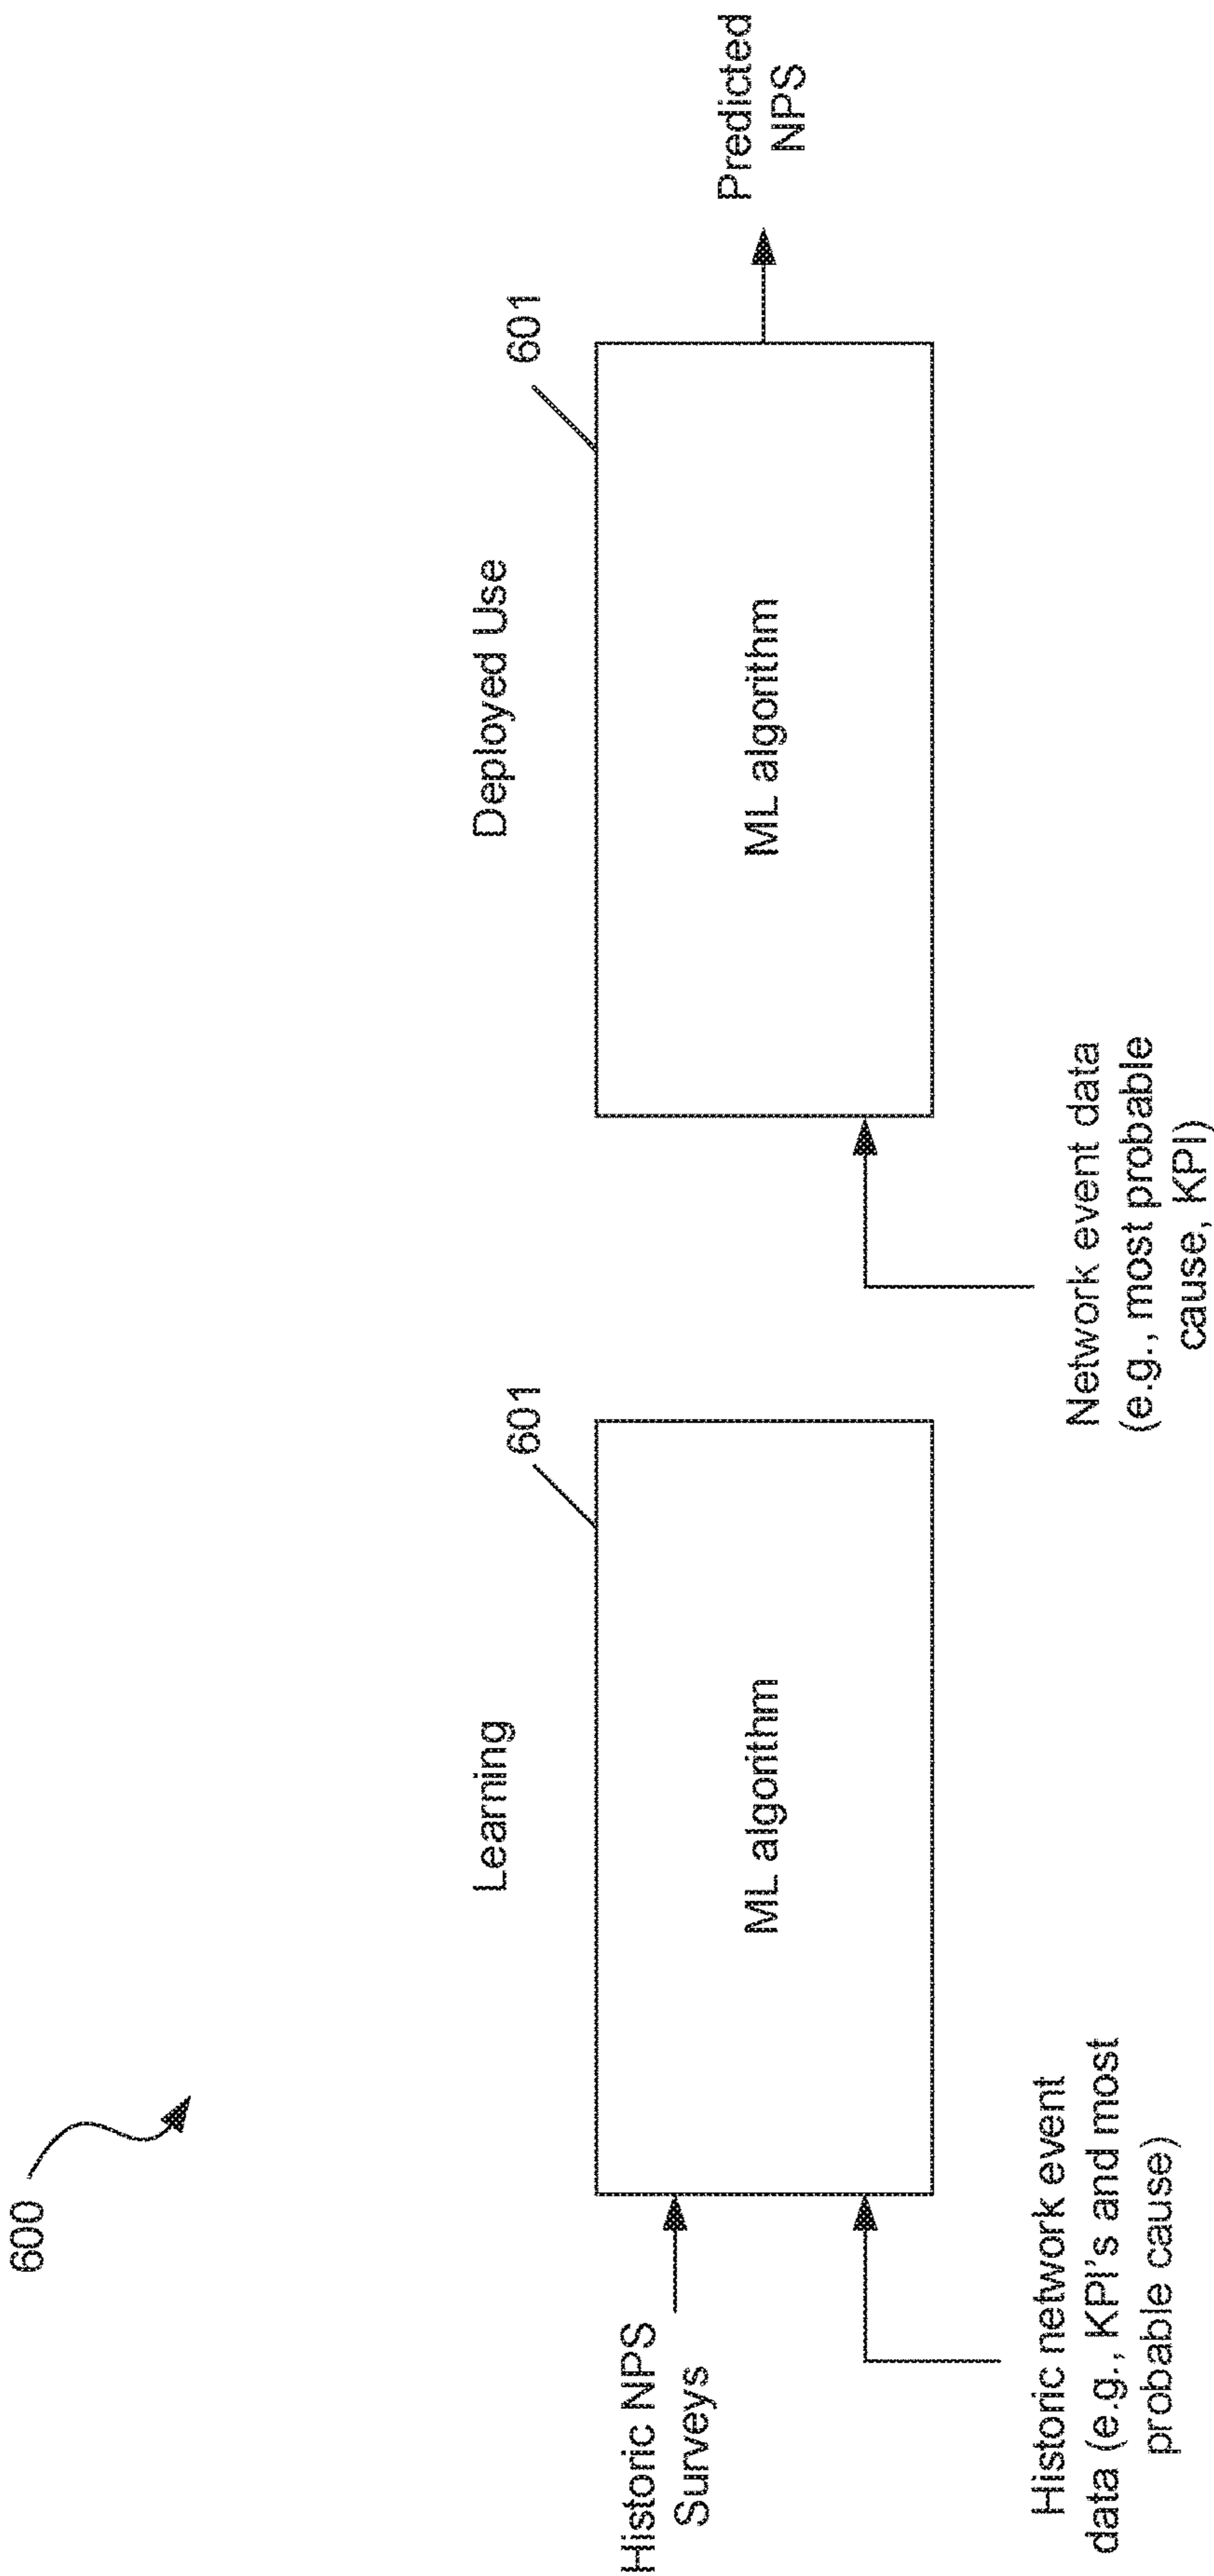 600
Learning
601
ML algorithm
Historic NPS
Surveys
Historic network event
data (e.g., KPI's and most
probable cause)
Deployed Use
601
ML algorithm
Network event data
(e.g., most probable
cause, KPI)
Predicted
NPS